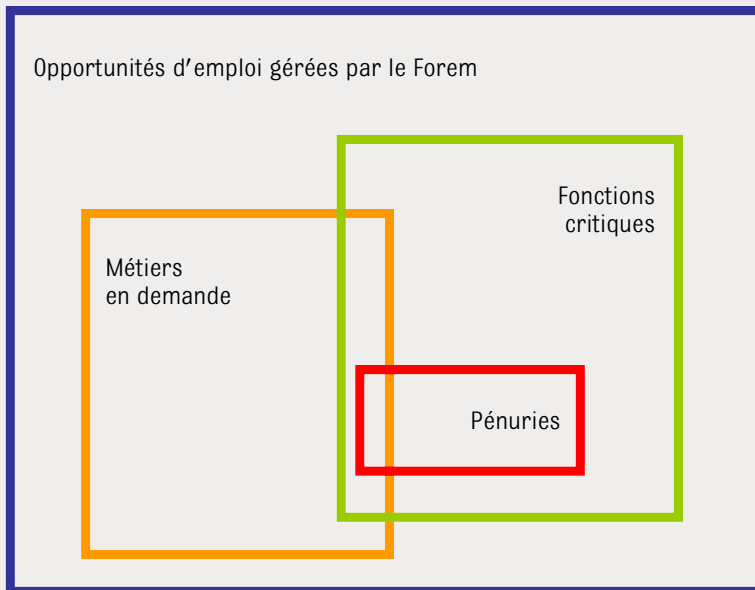 Opportunités d'emploi gérées par le Forem
Fonctions
critiques
Métiers
en demande
Pénuries